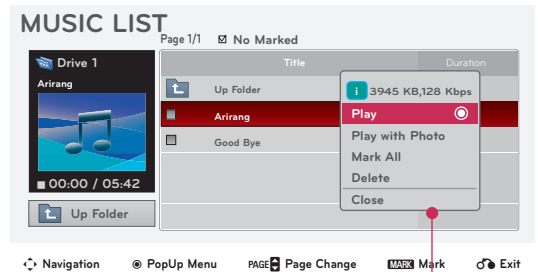 MUSIC LIST
Page 1/1 No Marked
Drive 1
Arirang
00:00 / 05:42
Up Folder
Title Duration
Up Folder
Arirang
Good Bye
i 3945 KB,128 Kbps
Play
Play with Photo
Mark All
Delete
Close
Navigation PopUp Menu PAGE Page Change MARK Mark Exit